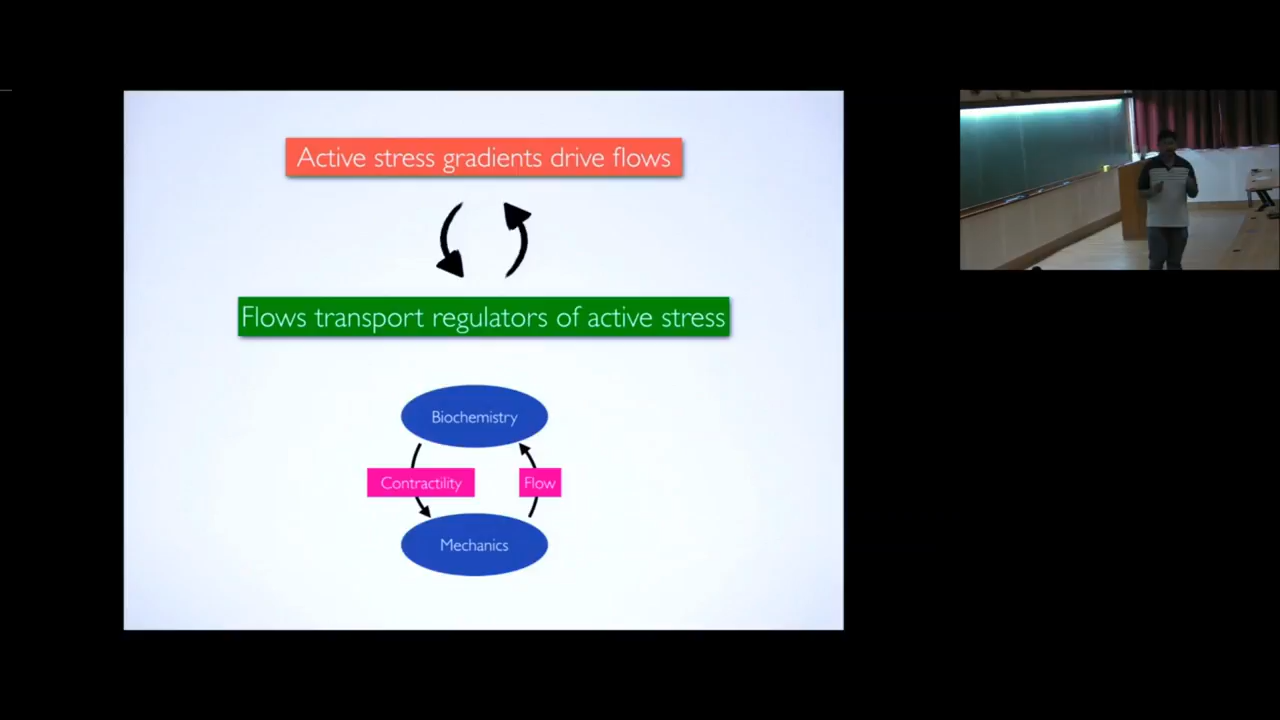 Active stress gradients drive flows
Flows transport regulators of active stress
Biochemistry
Contractility
Flow
Mechanics